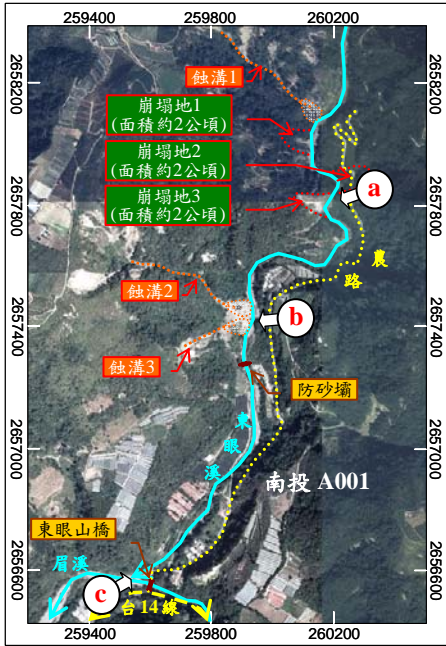 259400
259800
260200
2658200
2658200
蝕溝1
崩塌地1
(面積約2公頃)
崩塌地2
(面積約2公頃)
a
崩塌地3
(面積約2公頃)
2657800
2657800
農
路
蝕溝2
b
2657400
2657400
蝕溝3
防砂壩
東
眼
溪
2657000
2657000
南投 A001
東眼山橋
眉溪
2656600
2656600
c
台14線
259400
259800
260200